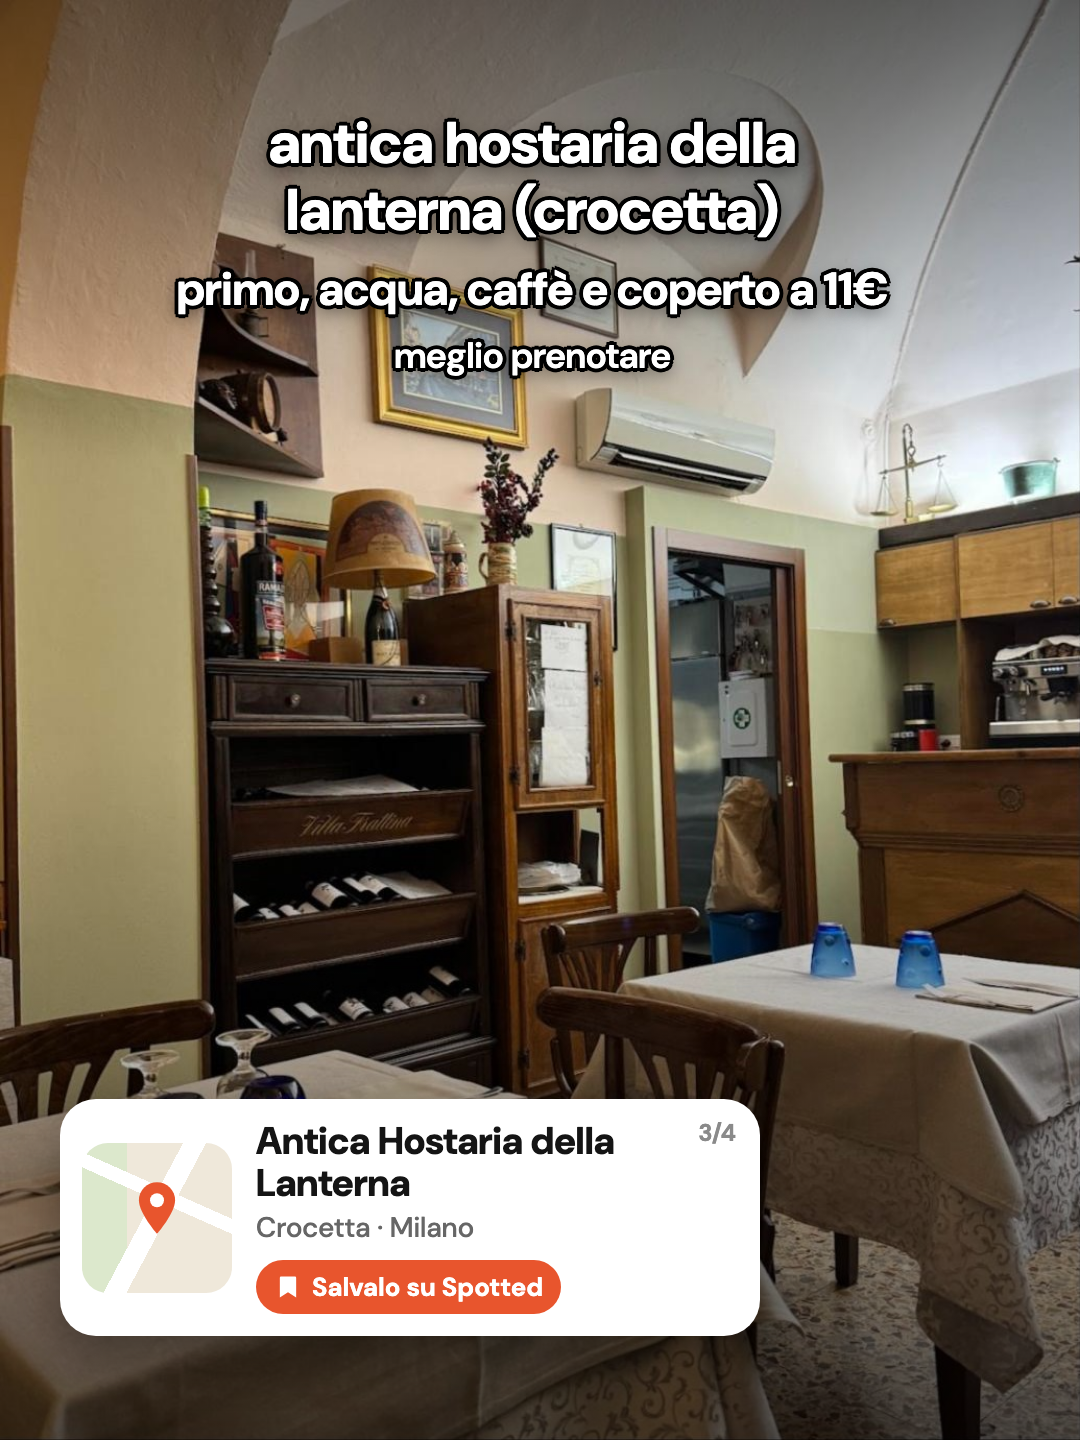 antica hostaria della
lanterna (crocetta)
primo, acqua, caffè e coperto a 11€
meglio prenotare
Villa Frattina
Antica Hostaria della
Lanterna
3/4
Crocetta · Milano
Salvalo su Spotted